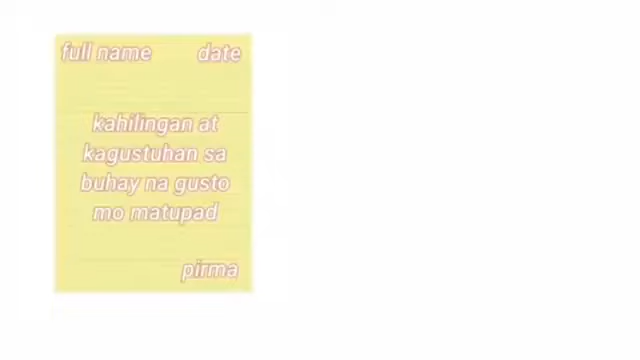 full name date
kahilingan at
kagustuhan sa
buhay na gusto
mo matupad
pirma